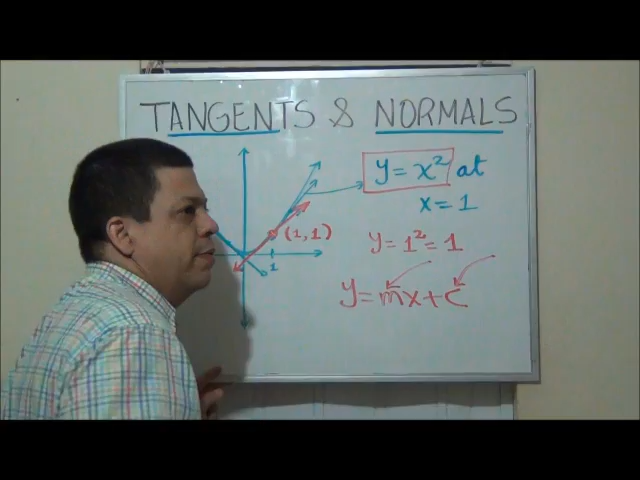 TANGENTS & NORMALS
y = x² at
x = 1
(1,1)
y = 1² = 1
1
y = mx + c